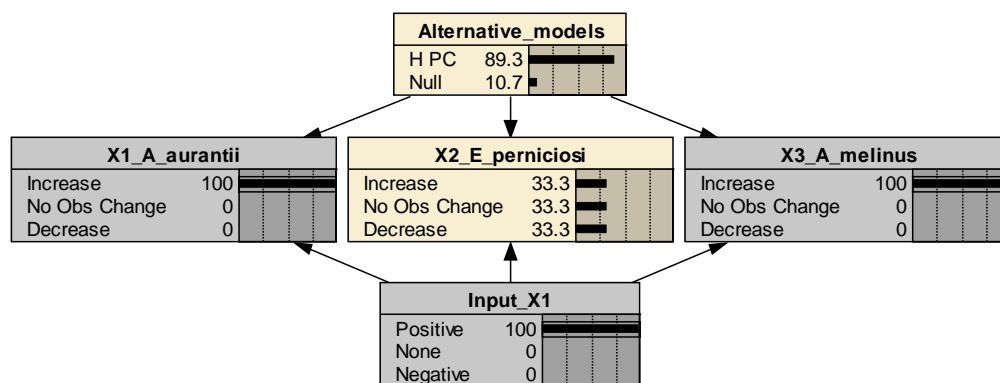 Alternative_models
H PC 89.3
Null 10.7
X1_A_aurantii
Increase 100
No Obs Change 0
Decrease 0
X2_E_perniciosi
Increase 33.3
No Obs Change 33.3
Decrease 33.3
X3_A_melinus
Increase 100
No Obs Change 0
Decrease 0
Input_X1
Positive 100
None 0
Negative 0